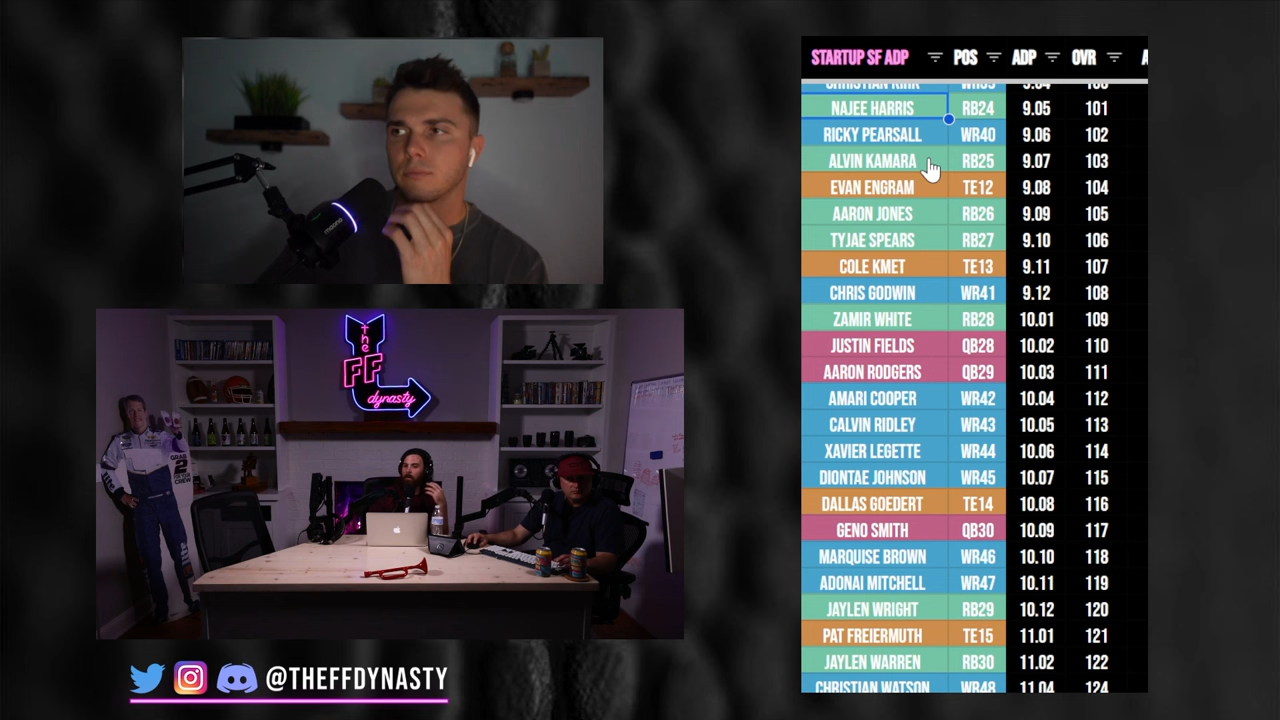 STARTUP SF ADP POS ADP OVR
CHRISTIAN KIRK
NAJEE HARRIS RB24 9.05 101
RICKY PEARSALL WR40 9.06 102
ALVIN KAMARA RB25 9.07 103
EVAN ENGRAM TE12 9.08 104
AARON JONES RB26 9.09 105
TYJAE SPEARS RB27 9.10 106
COLE KMET TE13 9.11 107
CHRIS GODWIN WR41 9.12 108
ZAMIR WHITE RB28 10.01 109
JUSTIN FIELDS QB28 10.02 110
AARON RODGERS QB29 10.03 111
AMARI COOPER WR42 10.04 112
CALVIN RIDLEY WR43 10.05 113
XAVIER LEGETTE WR44 10.06 114
DIONTAE JOHNSON WR45 10.07 115
DALLAS GOEDERT TE14 10.08 116
GENO SMITH QB30 10.09 117
MARQUISE BROWN WR46 10.10 118
ADONAI MITCHELL WR47 10.11 119
JAYLEN WRIGHT RB29 10.12 120
PAT FREIERMUTH TE15 11.01 121
JAYLEN WARREN RB30 11.02 122
CHRISTIAN WATSON WR48 11.04 124
the
FF
dynasty
GRAB
2
@THEFFDYNASTY